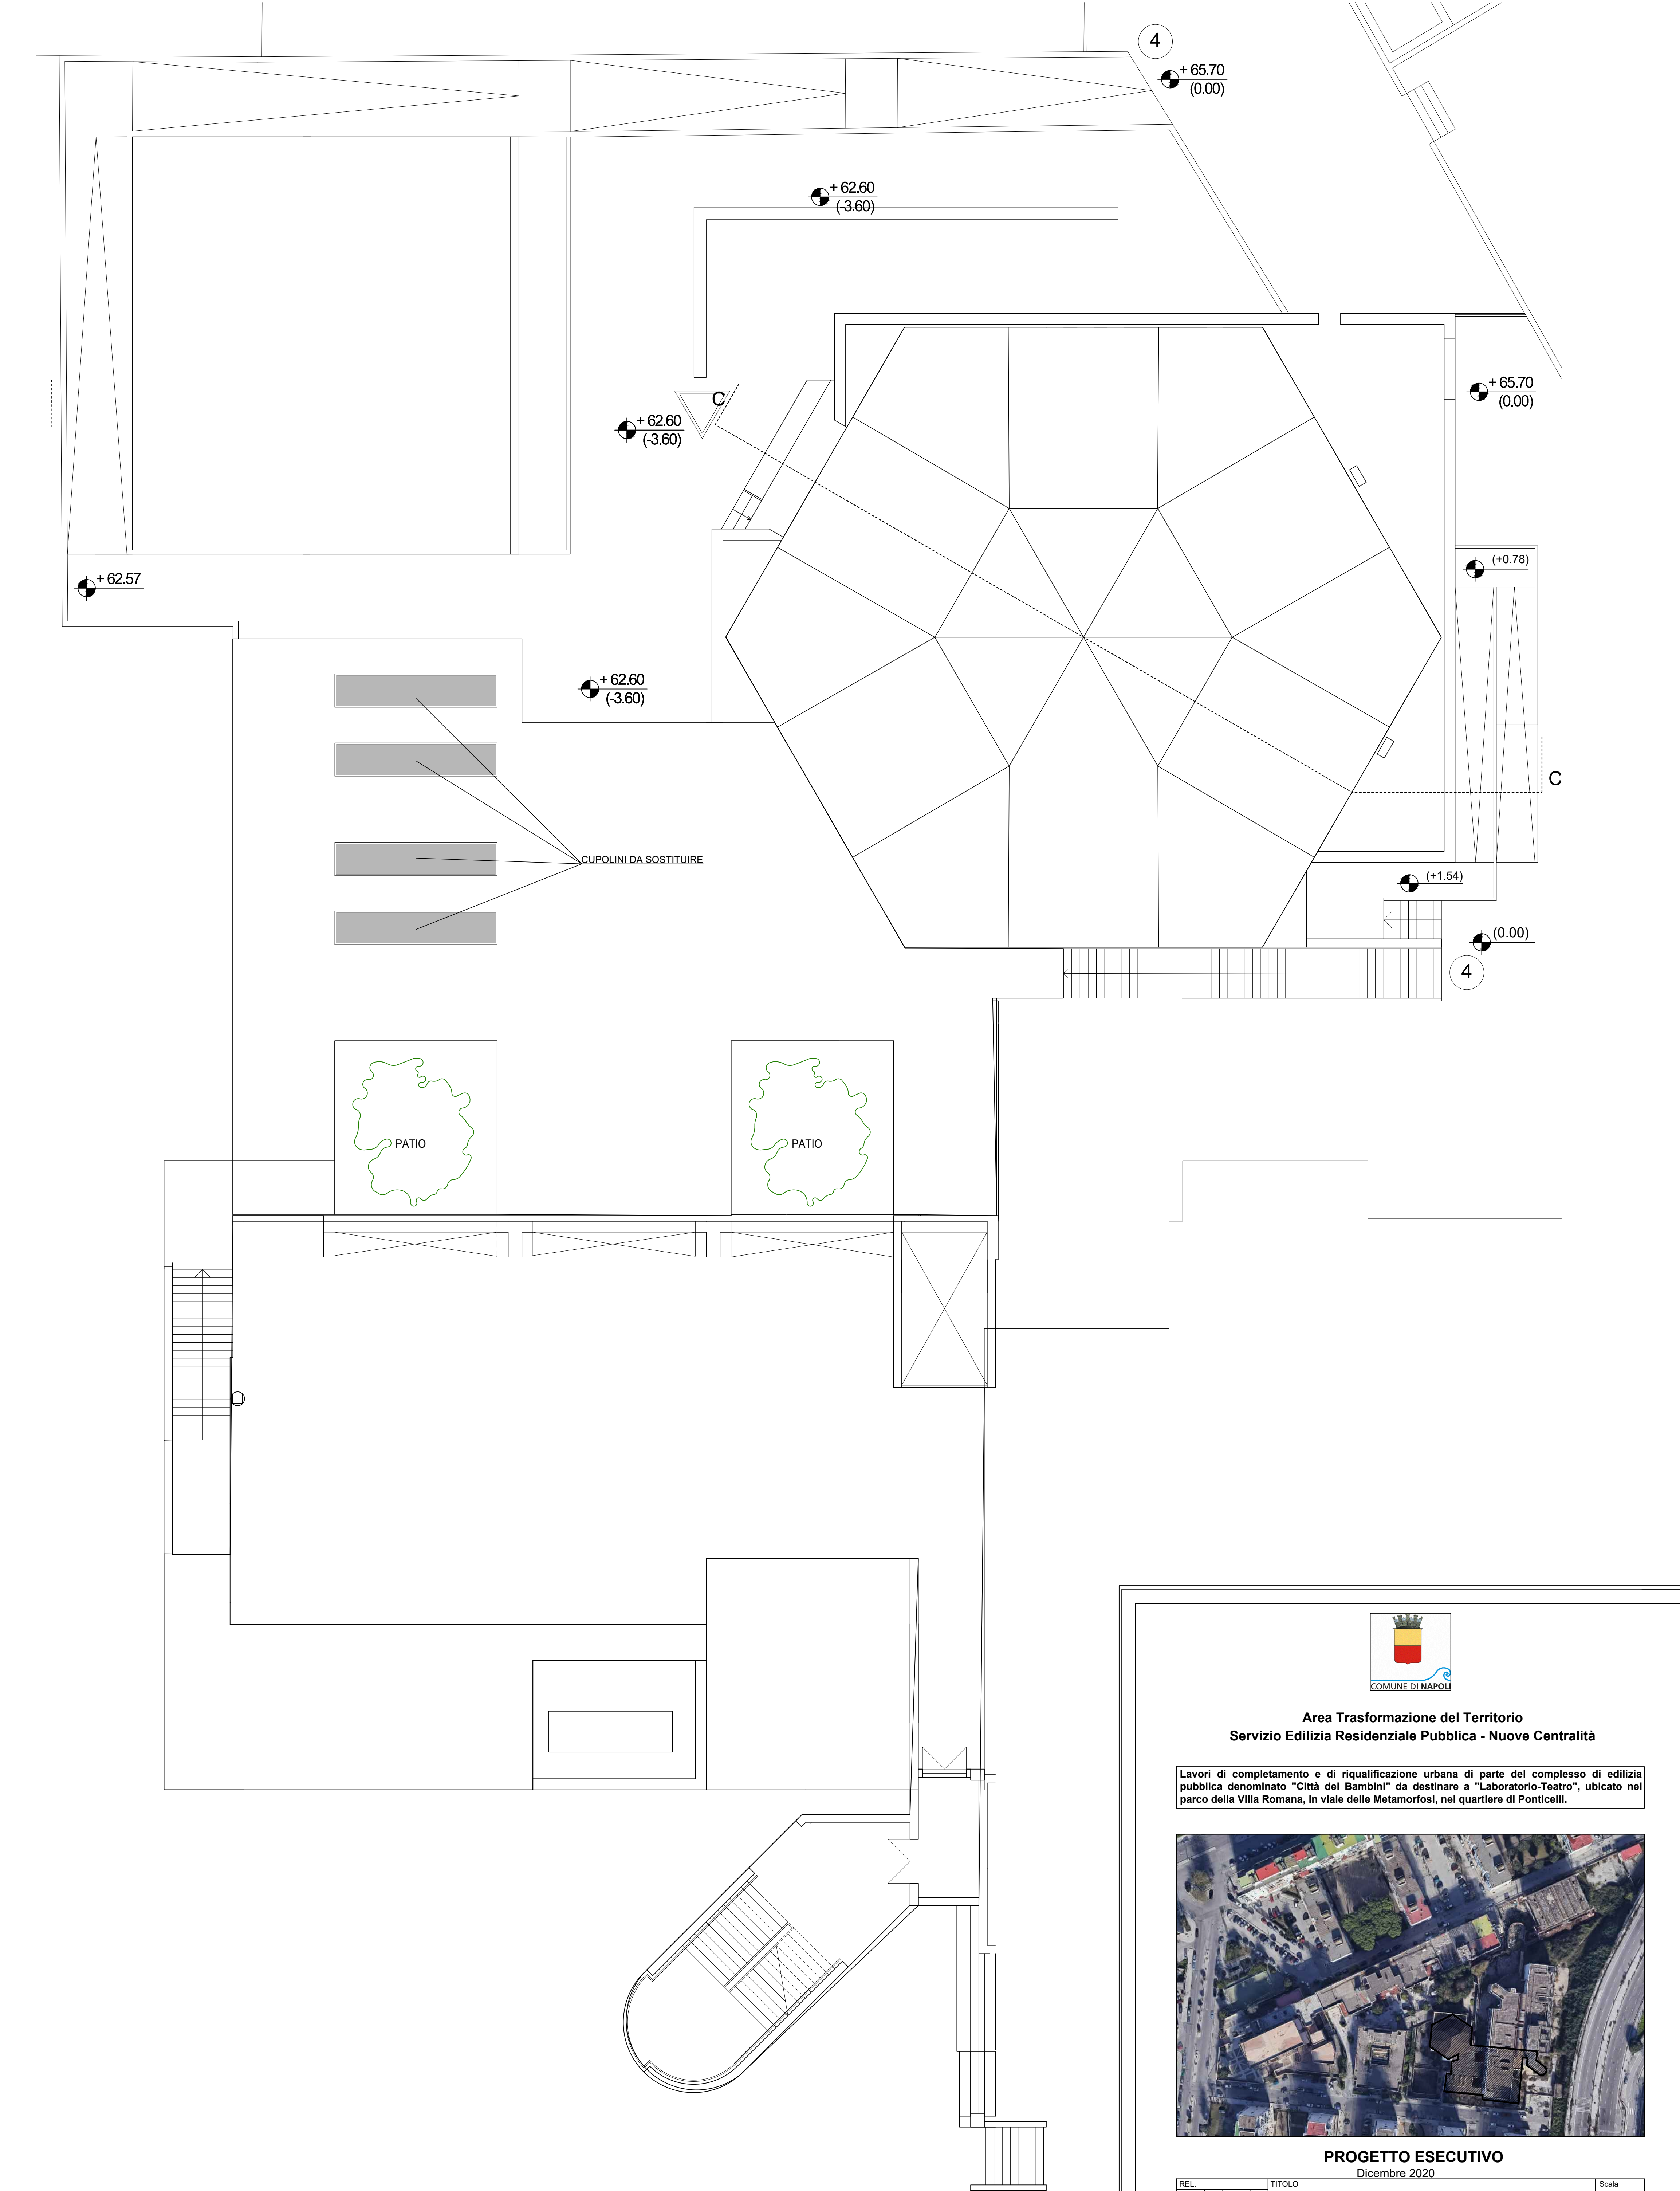 4
+ 65.70
(0.00)
+ 62.60
(-3.60)
+ 65.70
(0.00)
C
+ 62.60
(-3.60)
(+0.78)
+ 62.57
+ 62.60
(-3.60)
C
CUPOLINI DA SOSTITUIRE
(+1.54)
(0.00)
4
PATIO
PATIO
COMUNE DI NAPOLI
Area Trasformazione del Territorio
Servizio Edilizia Residenziale Pubblica - Nuove Centralità
Lavori di completamento e di riqualificazione urbana di parte del complesso di edilizia
pubblica denominato "Città dei Bambini" da destinare a "Laboratorio-Teatro", ubicato nel
parco della Villa Romana, in viale delle Metamorfosi, nel quartiere di Ponticelli.
PROGETTO ESECUTIVO
Dicembre 2020
REL.
TITOLO
Scala